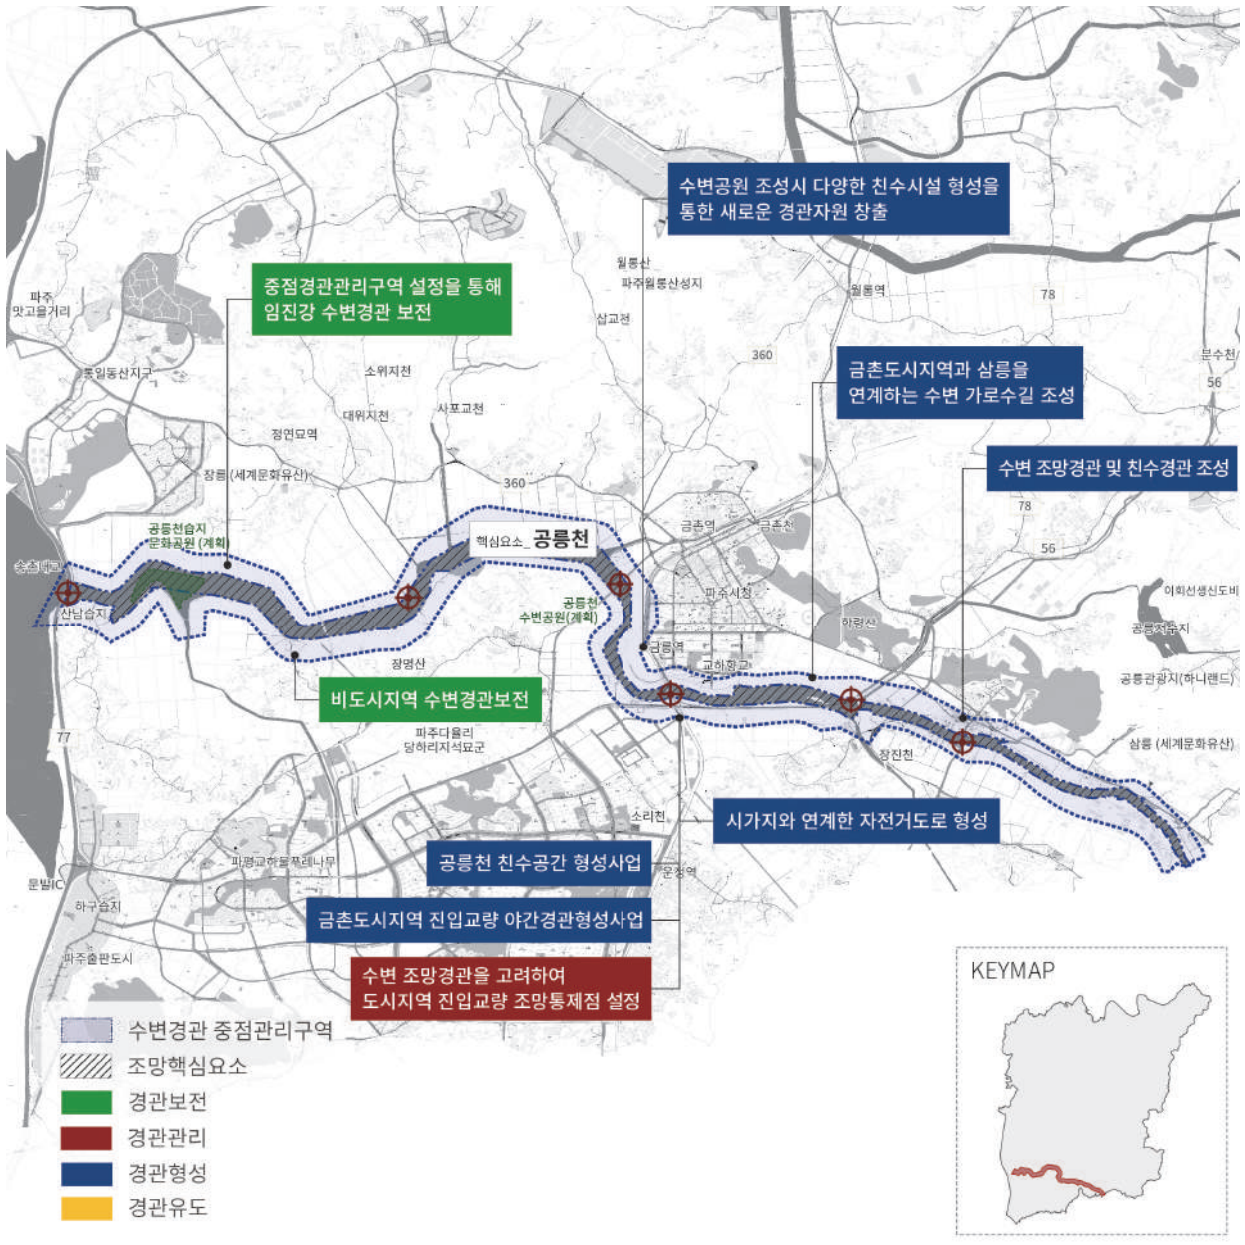 수변공원 조성시 다양한 친수시설 형성을
통한 새로운 경관자원 창출
월롱산
파주월롱산성지
월롱역
78
삽교천
360
문수천
56
중점경관관리구역 설정을 통해
임진강 수변경관 보전
파주
맛고을거리
통일동산지구
소위지천
대위지천
사포교천
정연묘역
장릉 (세계문화유산)
금촌도시지역과 삼릉을
연계하는 수변 가로수길 조성
수변 조망경관 및 친수경관 조성
360
78
56
금촌역
금촌천
핵심요소_ 공릉천
공릉천습지
문화공원 (계획)
송촌대교
산남습지
공릉천
수변공원(계획)
파주시청
학령산
이회선생신도비
공릉저수지
금릉역
교하향교
장명산
공릉관광지(하니랜드)
비도시지역 수변경관보전
파주다율리
당하리지석묘군
77
장진천
삼릉 (세계문화유산)
소리천
시가지와 연계한 자전거도로 형성
공릉천 친수공간 형성사업
운정역
파평교하물푸레나무
문발IC
하구습지
금촌도시지역 진입교량 야간경관형성사업
파주출판도시
수변 조망경관을 고려하여
도시지역 진입교량 조망통제점 설정
KEYMAP
수변경관 중점관리구역
조망핵심요소
경관보전
경관관리
경관형성
경관유도